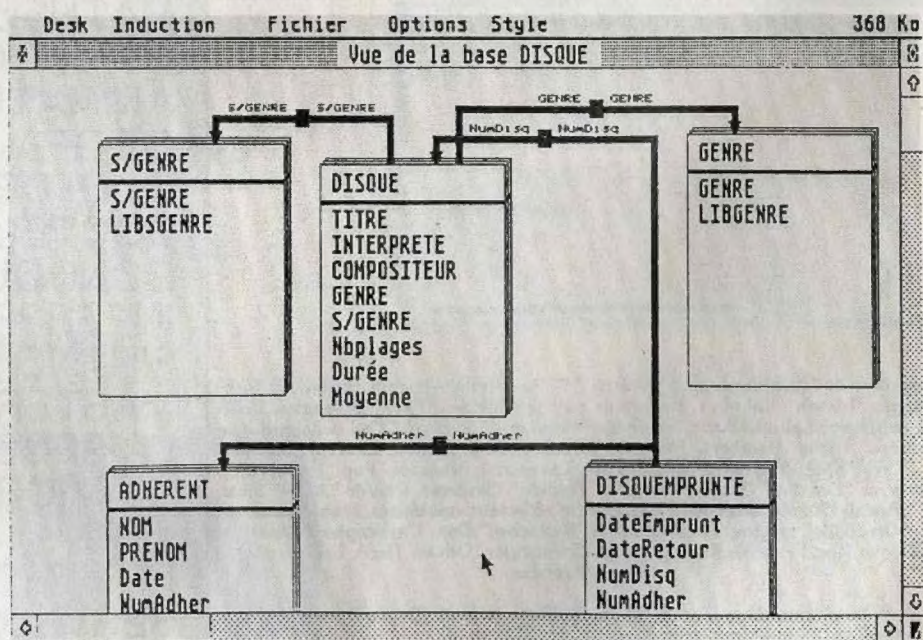 Desk Induction Fichier Options Style 368 Ko
Vue de la base DISQUE
S/GENRE S/GENRE
GENRE GENRE
NumDisq NumDisq
S/GENRE
S/GENRE
LIBSGENRE
DISQUE
TITRE
INTERPRETE
COMPOSITEUR
GENRE
S/GENRE
Nbplages
Durée
Moyenne
GENRE
GENRE
LIBGENRE
NumAdher NumAdher
ADHERENT
NOM
PRENOM
Date
NumAdher
DISQUEMPRUNTE
DateEmprunt
DateRetour
NumDisq
NumAdher